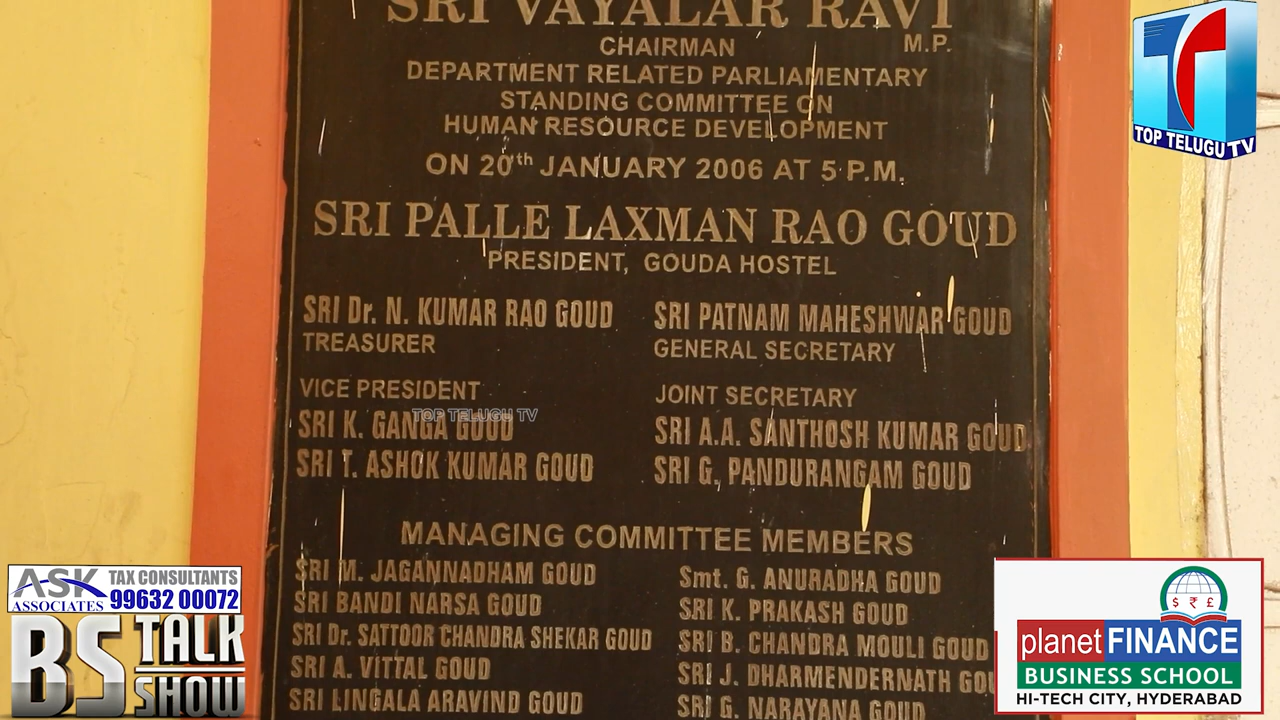 SRI VAYALAR RAVI
M.P.
CHAIRMAN
DEPARTMENT RELATED PARLIAMENTARY
STANDING COMMITTEE ON
HUMAN RESOURCE DEVELOPMENT
ON 20th JANUARY 2006 AT 5 P.M.
SRI PALLE LAXMAN RAO GOUD
PRESIDENT, GOUDA HOSTEL
SRI Dr. N. KUMAR RAO GOUD
TREASURER
SRI PATNAM MAHESHWAR GOUD
GENERAL SECRETARY
VICE PRESIDENT
SRI K. GANGA GOUD
SRI T. ASHOK KUMAR GOUD
JOINT SECRETARY
SRI A.A. SANTHOSH KUMAR GOUD
SRI G. PANDURANGAM GOUD
MANAGING COMMITTEE MEMBERS
SRI M. JAGANNADHAM GOUD
SRI BANDI NARSA GOUD
SRI Dr. SATTOOR CHANDRA SHEKAR GOUD
SRI A. VITTAL GOUD
SRI LINGALA ARAVIND GOUD
Smt. G. ANURADHA GOUD
SRI K. PRAKASH GOUD
SRI B. CHANDRA MOULI GOUD
SRI J. DHARMENDERNATH GOU
SRI G. NARAYANA GOUD
TOP TELUGU TV
TOP TELUGU TV
ASK TAX CONSULTANTS
ASSOCIATES 99632 00072
BS TALK
SHOW
$ ₹ £
planet FINANCE
BUSINESS SCHOOL
HI-TECH CITY, HYDERABAD